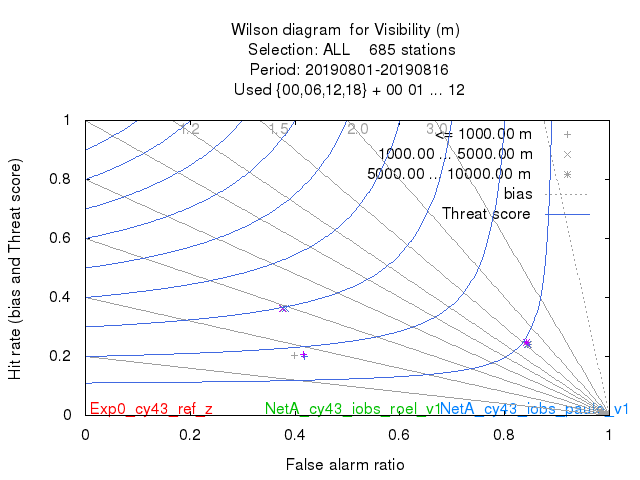 Wilson diagram for Visibility (m)
Selection: ALL 685 stations
Period: 20190801-20190816
Used {00,06,12,18} + 00 01 ... 12
1
0.8
0.6
0.4
0.2
0
Hit rate (bias and Threat score)
1.2
1.5
2.0
3.0
<= 1000.00 m
1000.00 ... 5000.00 m
5000.00 ... 10000.00 m
bias
Threat score
Exp0_cy43_ref_z
NetA_cy43_iobs_roel_v1
NetA_cy43_iobs_paulo_v1
0 0.2 0.4 0.6 0.8 1
False alarm ratio